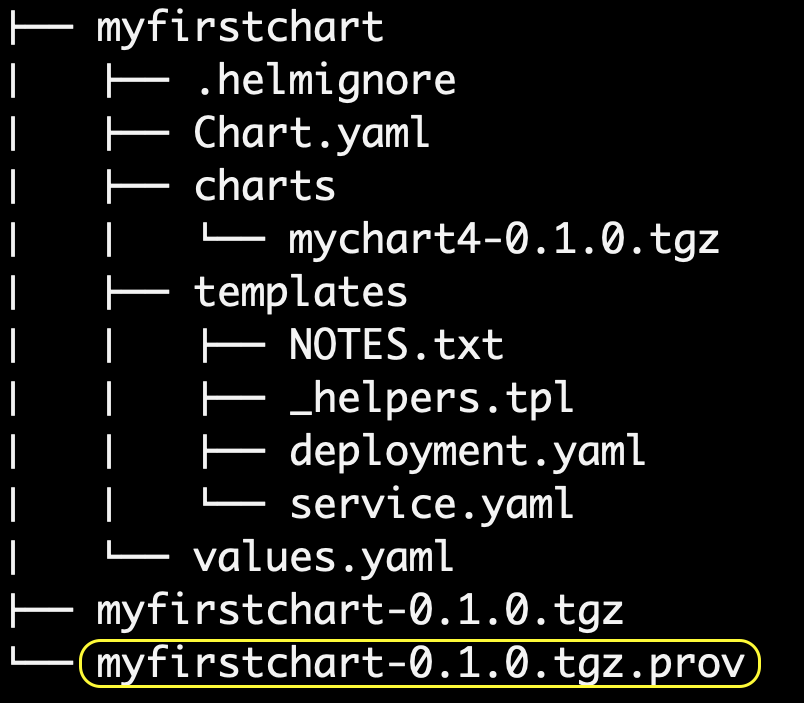 ├── myfirstchart
│   ├── .helmignore
│   ├── Chart.yaml
│   ├── charts
│   │   └── mychart4-0.1.0.tgz
│   ├── templates
│   │   ├── NOTES.txt
│   │   ├── _helpers.tpl
│   │   ├── deployment.yaml
│   │   └── service.yaml
│   └── values.yaml
├── myfirstchart-0.1.0.tgz
└── myfirstchart-0.1.0.tgz.prov